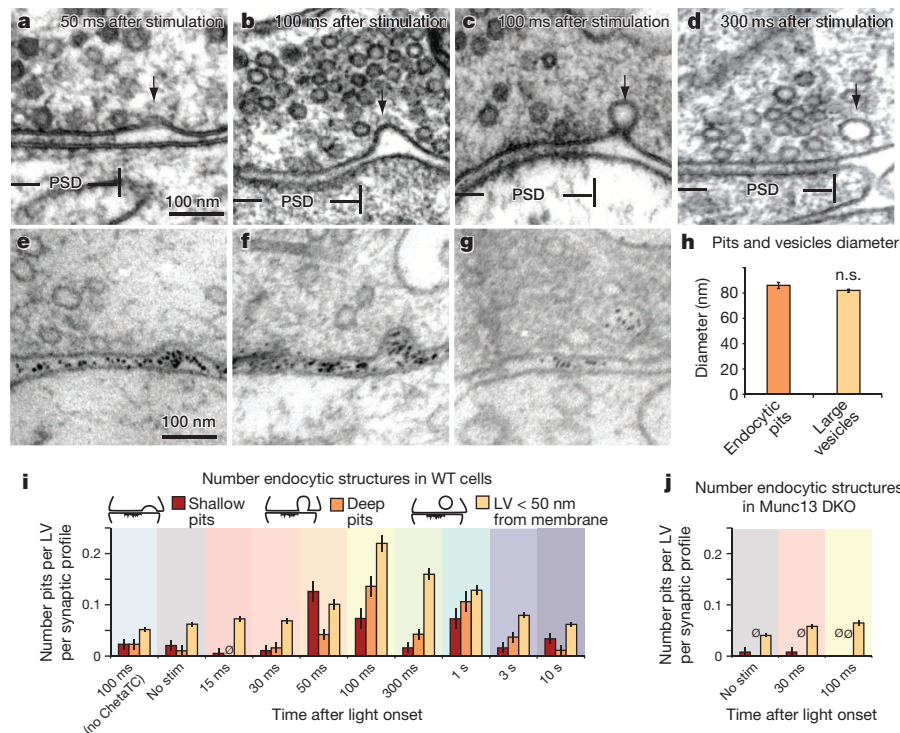 a 50 ms after stimulation
b 100 ms after stimulation
c 100 ms after stimulation
d 300 ms after stimulation
PSD
100 nm
PSD
PSD
PSD
e
100 nm
f
g
h Pits and vesicles diameter
n.s.
Diameter (nm)
80
60
40
20
0
Endocytic
pits
Large
vesicles
i
Number endocytic structures in WT cells
Shallow
pits
Deep
pits
LV < 50 nm
from membrane
Number pits per LV
per synaptic profile
0.2
0.1
0
Ø
100 ms
(no ChetaTC)
No stim
15 ms
30 ms
50 ms
100 ms
300 ms
1 s
3 s
10 s
Time after light onset
j
Number endocytic structures
in Munc13 DKO
Number pits per LV
per synaptic profile
0.2
0.1
0
Ø
Ø
ØØ
No stim
30 ms
100 ms
Time after light onset